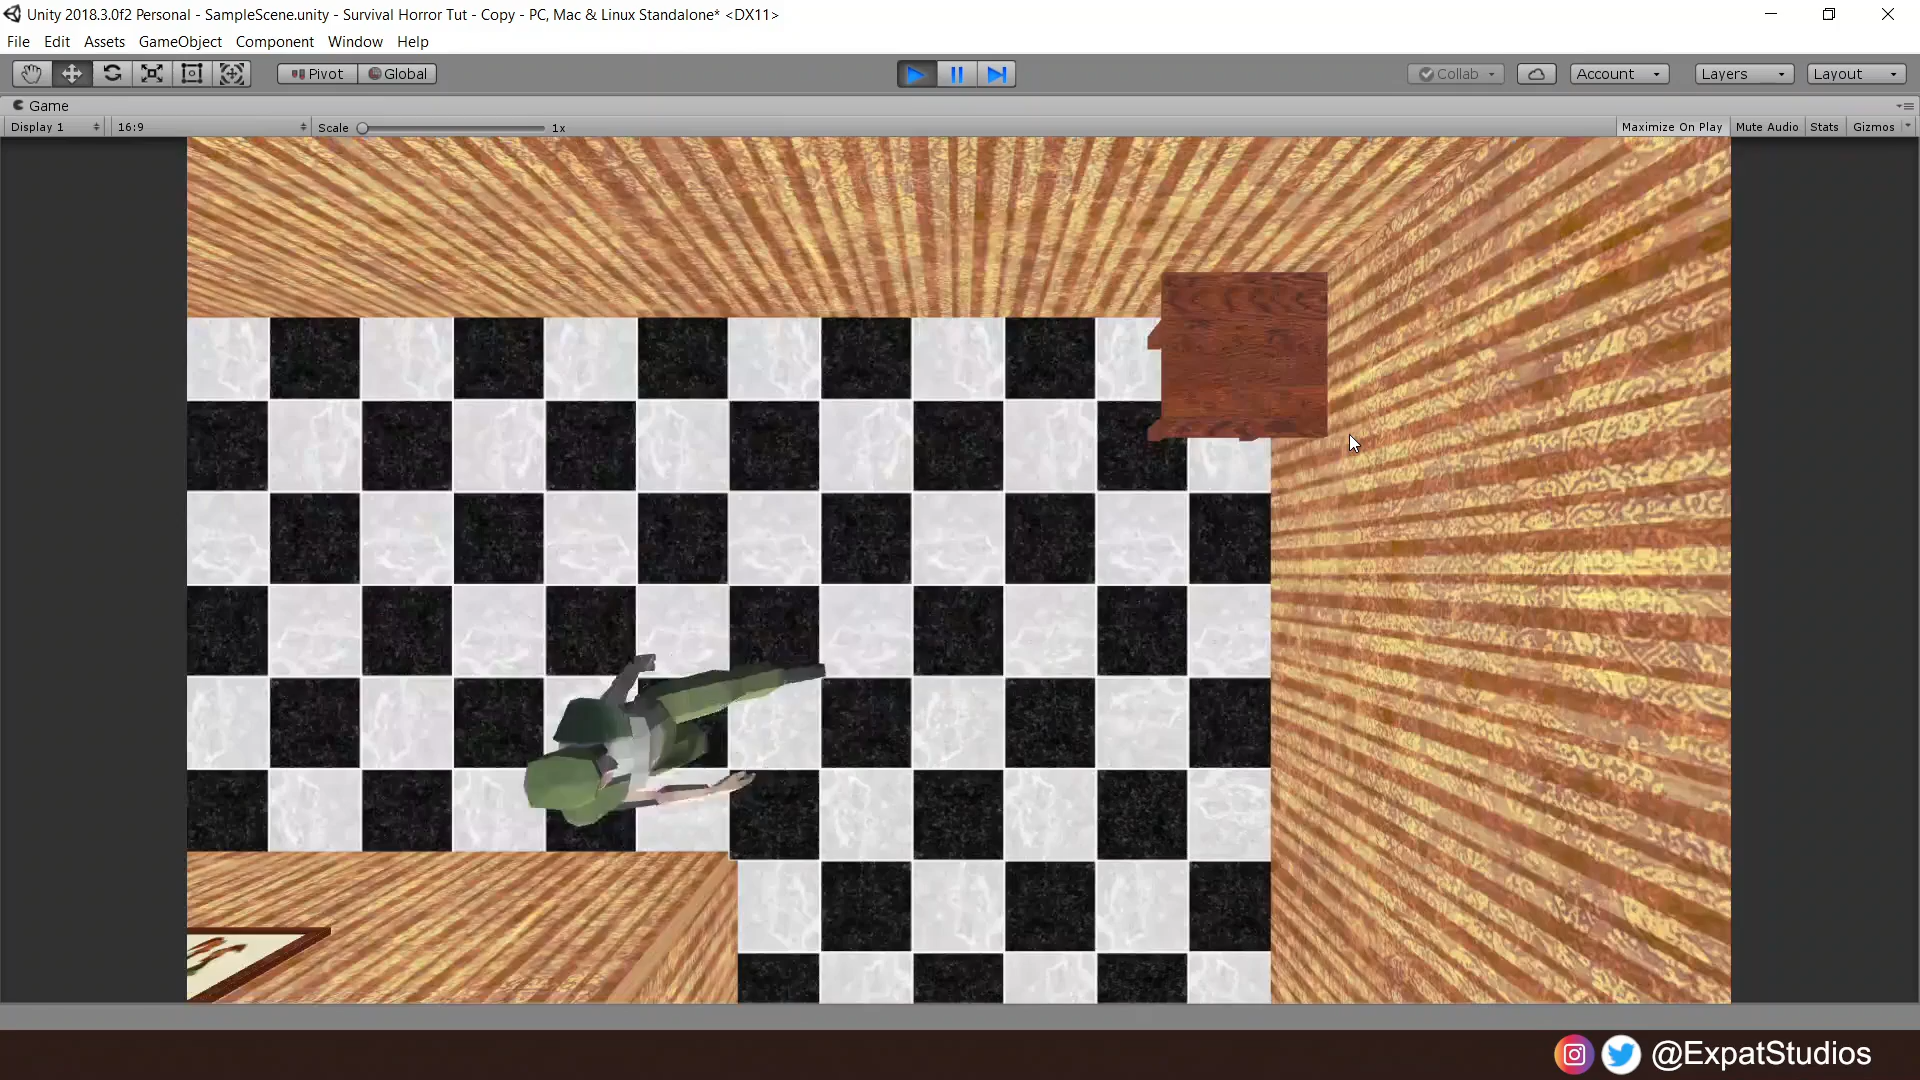 Unity 2018.3.0f2 Personal - SampleScene.unity - Survival Horror Tut - Copy - PC, Mac & Linux Standalone* <DX11>
File Edit Assets GameObject Component Window Help
Pivot Global Collab Account Layers Layout
Game
Display 1 16:9 Scale 1x Maximize On Play Mute Audio Stats Gizmos
@ExpatStudios